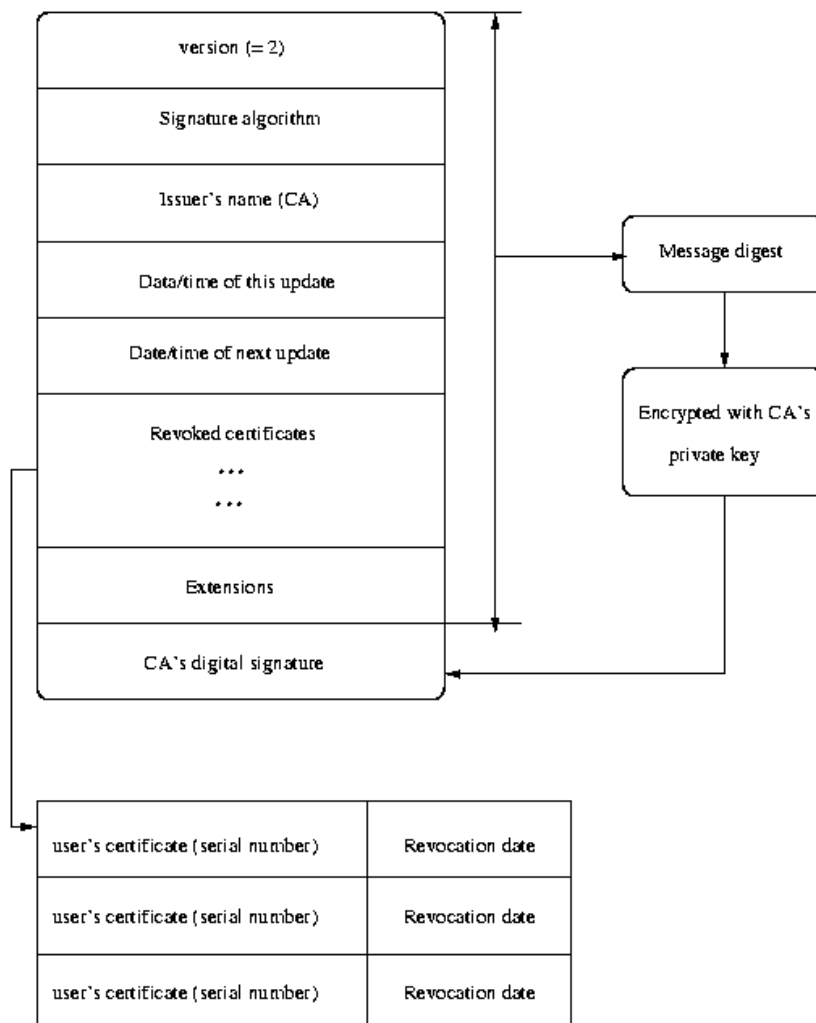 version (= 2)
Signature algorithm
Issuer's name (CA)
Data/time of this update
Date/time of next update
Revoked certificates
...
...
Extensions
CA's digital signature
Message digest
Encrypted with CA's
private key
user's certificate (serial number) Revocation date
user's certificate (serial number) Revocation date
user's certificate (serial number) Revocation date